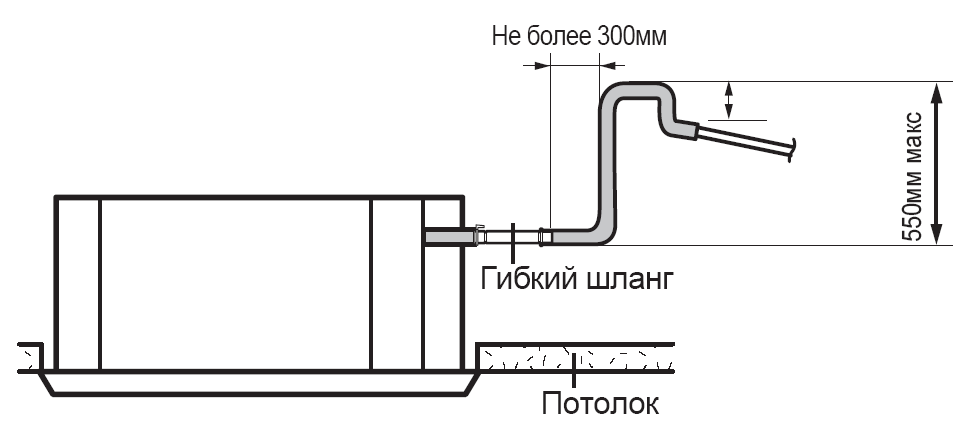 Не более 300мм
550мм макс
Гибкий шланг
Потолок